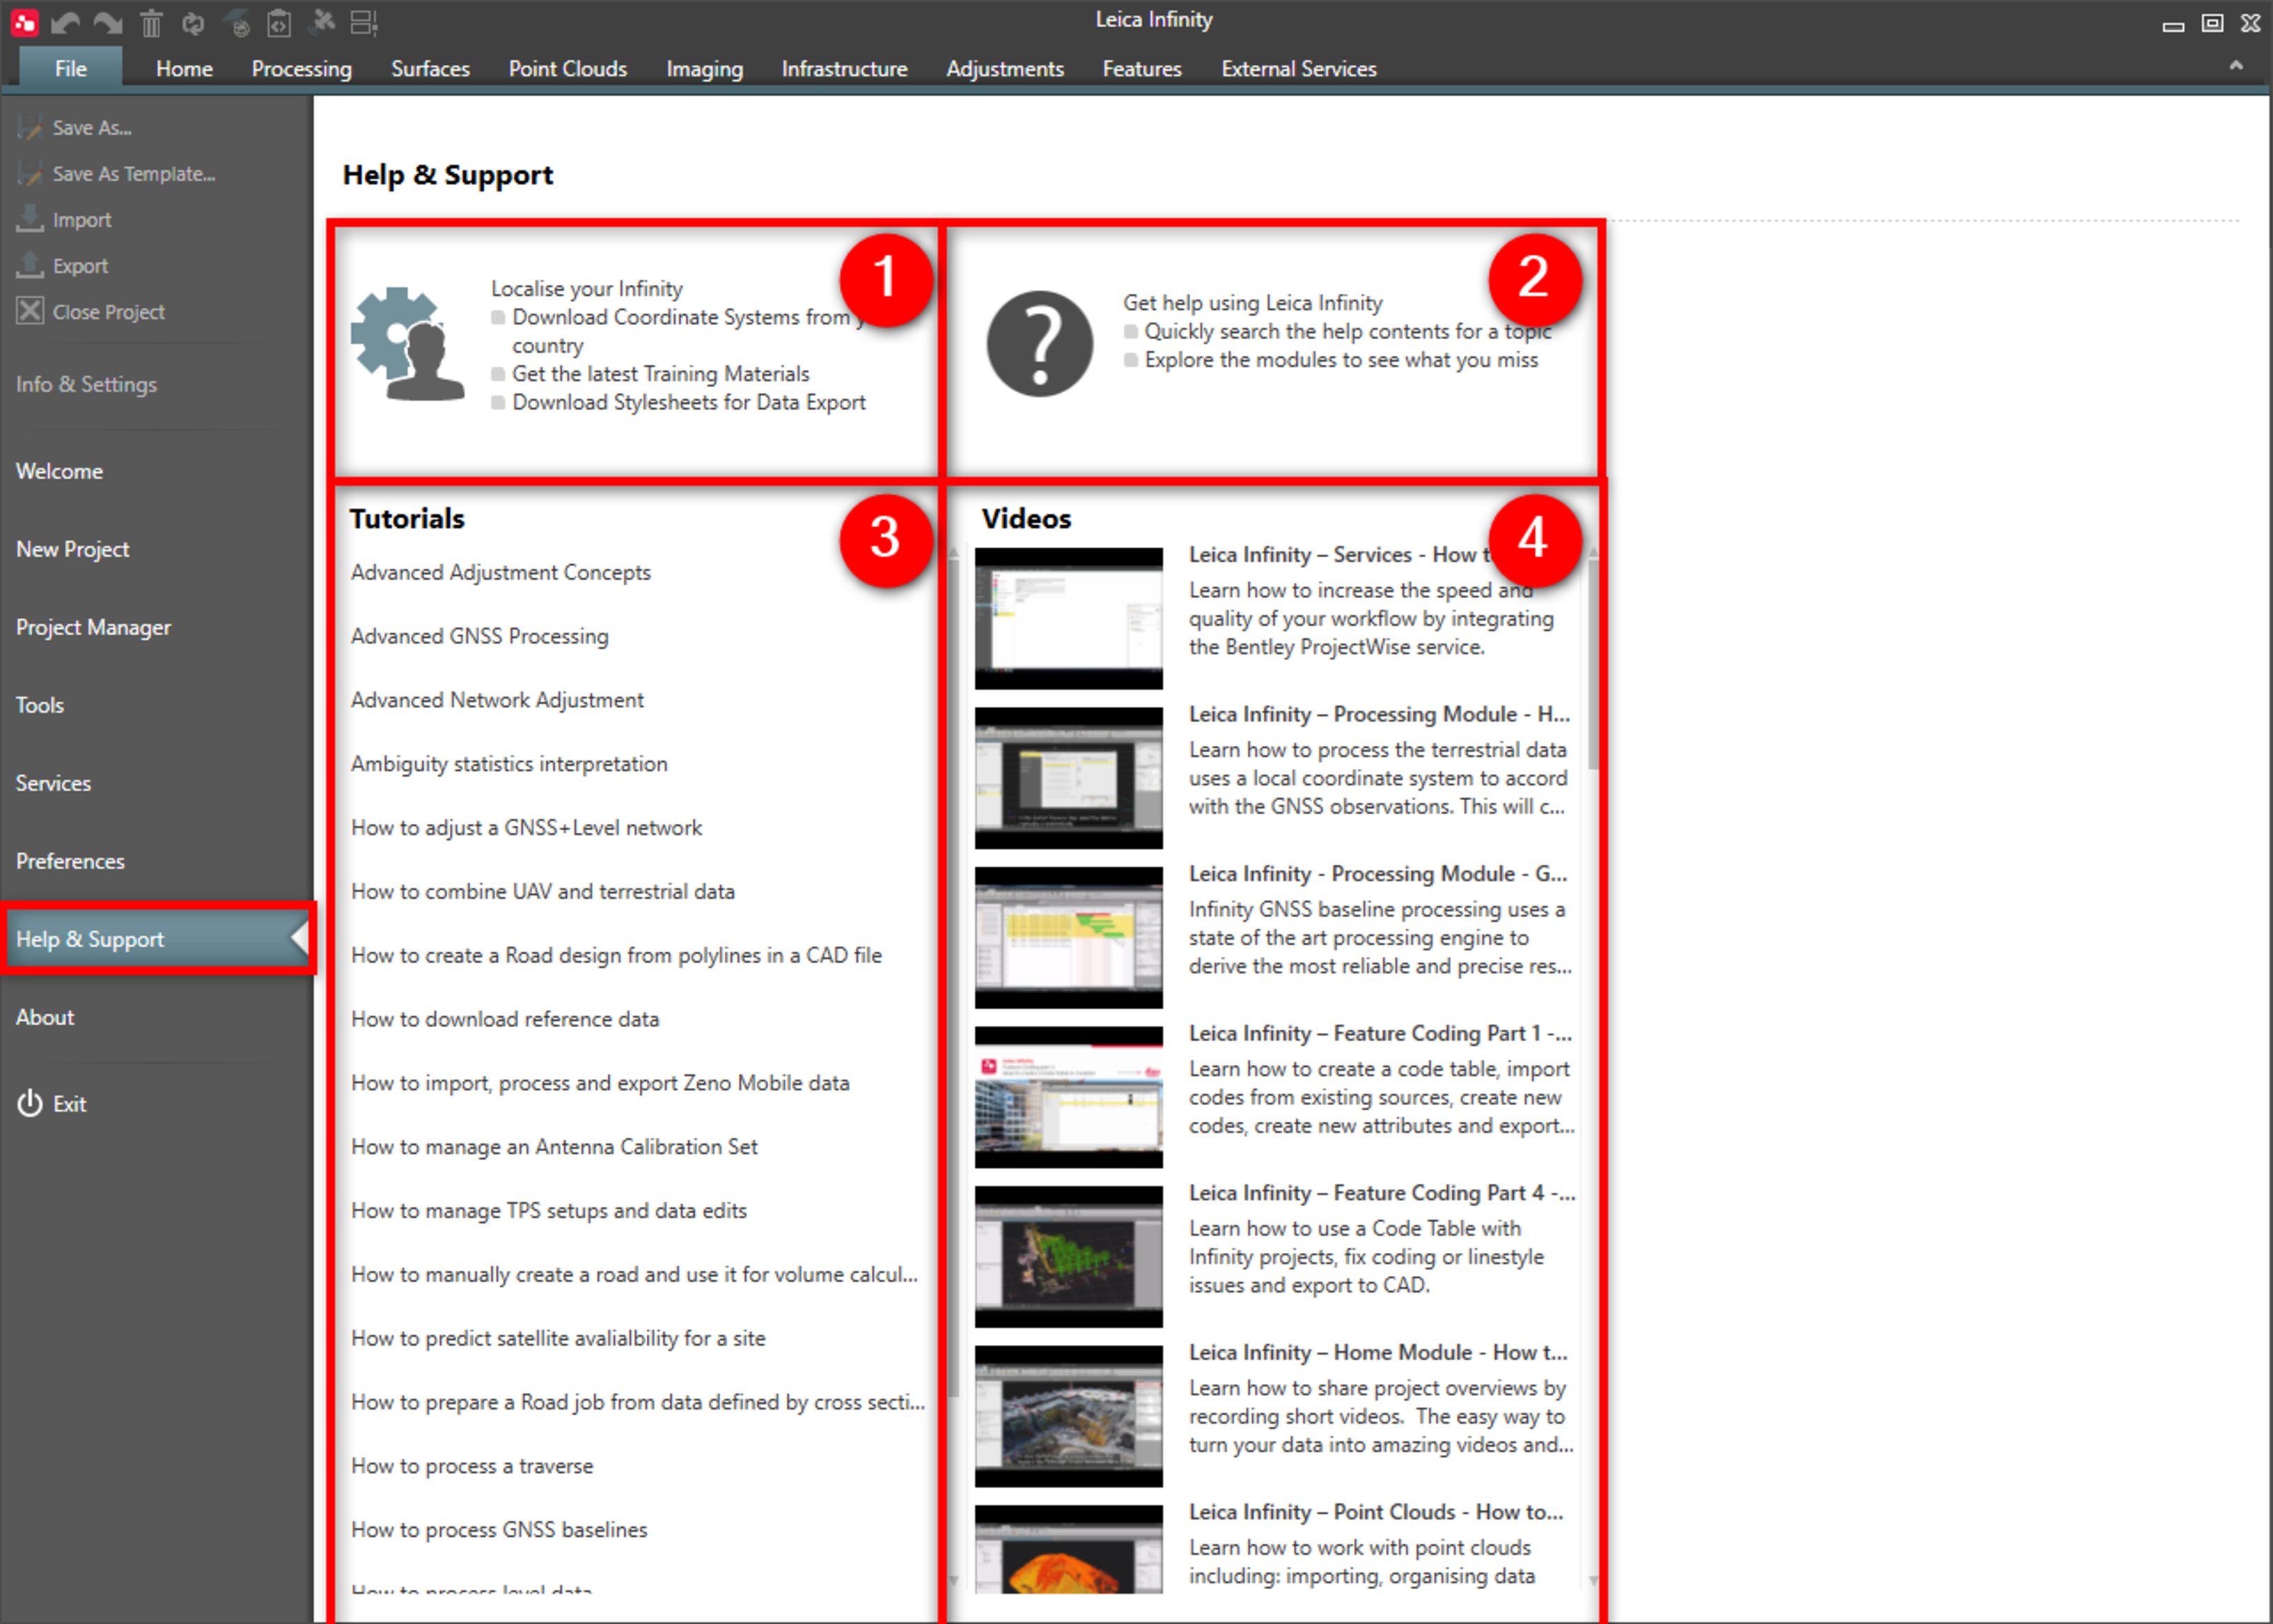 Leica Infinity
File Home Processing Surfaces Point Clouds Imaging Infrastructure Adjustments Features External Services
Save As...
Save As Template...
Import
Export
Close Project
Info & Settings
Welcome
New Project
Project Manager
Tools
Services
Preferences
Help & Support
About
Exit
Help & Support
1
Localise your Infinity
Download Coordinate Systems from
country
Get the latest Training Materials
Download Stylesheets for Data Export
2
Get help using Leica Infinity
Quickly search the help contents for a topic
Explore the modules to see what you miss
3
Tutorials
Advanced Adjustment Concepts
Advanced GNSS Processing
Advanced Network Adjustment
Ambiguity statistics interpretation
How to adjust a GNSS+Level network
How to combine UAV and terrestrial data
How to create a Road design from polylines in a CAD file
How to download reference data
How to import, process and export Zeno Mobile data
How to manage an Antenna Calibration Set
How to manage TPS setups and data edits
How to manually create a road and use it for volume calcul...
How to predict satellite avalialbility for a site
How to prepare a Road job from data defined by cross secti...
How to process a traverse
How to process GNSS baselines
How to process level data
4
Videos
Leica Infinity – Services - How t
Learn how to increase the speed and
quality of your workflow by integrating
the Bentley ProjectWise service.
Leica Infinity – Processing Module - H...
Learn how to process the terrestrial data
uses a local coordinate system to accord
with the GNSS observations. This will c...
Leica Infinity - Processing Module - G...
Infinity GNSS baseline processing uses a
state of the art processing engine to
derive the most reliable and precise res...
Leica Infinity – Feature Coding Part 1 -...
Learn how to create a code table, import
codes from existing sources, create new
codes, create new attributes and export...
Leica Infinity – Feature Coding Part 4 -...
Learn how to use a Code Table with
Infinity projects, fix coding or linestyle
issues and export to CAD.
Leica Infinity – Home Module - How t...
Learn how to share project overviews by
recording short videos. The easy way to
turn your data into amazing videos and...
Leica Infinity – Point Clouds - How to...
Learn how to work with point clouds
including: importing, organising data